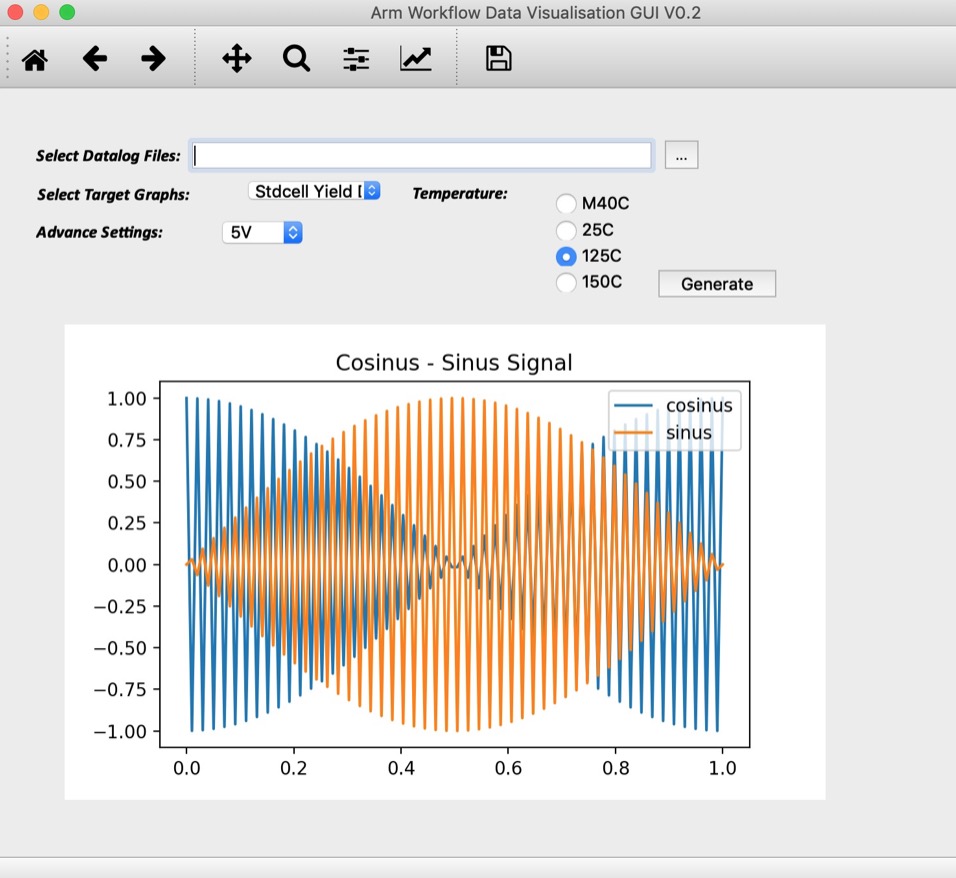 Arm Workflow Data Visualisation GUI V0.2
Select Datalog Files:
...
Select Target Graphs:
Stdcell Yield [
Temperature:
M40C
Advance Settings:
5V
25C
125C
150C
Generate
Cosinus - Sinus Signal
cosinus
sinus
1.00
0.75
0.50
0.25
0.00
−0.25
−0.50
−0.75
−1.00
0.0 0.2 0.4 0.6 0.8 1.0